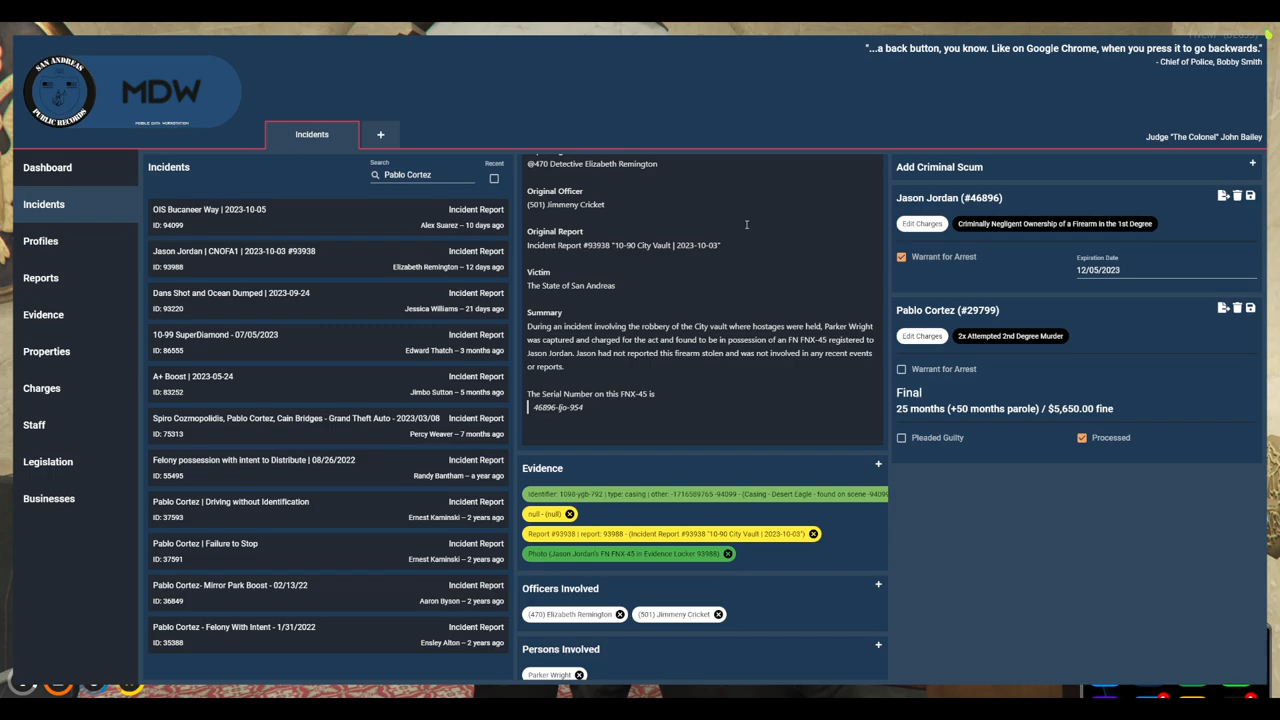 "...a back button, you know. Like on Google Chrome, when you press it to go backwards."
- Chief of Police, Bobby Smith
SAN ANDREAS
PUBLIC RECORDS
MDW
MOBILE DATA WORKSTATION
Incidents
+
Judge "The Colonel" John Bailey
Dashboard
Incidents
Profiles
Reports
Evidence
Properties
Charges
Staff
Legislation
Businesses
Incidents
Search
Pablo Cortez
Recent
OIS Bucaneer Way | 2023-10-05 Incident Report
ID: 94099 Alex Suarez – 10 days ago
Jason Jordan | CNOFA1 | 2023-10-03 #93938 Incident Report
ID: 93988 Elizabeth Remington – 12 days ago
Dans Shot and Ocean Dumped | 2023-09-24 Incident Report
ID: 93220 Jessica Williams – 21 days ago
10-99 SuperDiamond - 07/05/2023 Incident Report
ID: 86555 Edward Thatch – 3 months ago
A+ Boost | 2023-05-24 Incident Report
ID: 83252 Jimbo Sutton – 5 months ago
Spiro Cozmopolidis, Pablo Cortez, Cain Bridges - Grand Theft Auto - 2023/03/08 Incident Report
ID: 75313 Percy Weaver – 7 months ago
Felony possession with intent to Distribute | 08/26/2022 Incident Report
ID: 55495 Randy Bantham – a year ago
Pablo Cortez | Driving without Identification Incident Report
ID: 37593 Ernest Kaminski – 2 years ago
Pablo Cortez | Failure to Stop Incident Report
ID: 37591 Ernest Kaminski – 2 years ago
Pablo Cortez- Mirror Park Boost - 02/13/22 Incident Report
ID: 36849 Aaron Byson – 2 years ago
Pablo Cortez - Felony With Intent - 1/31/2022 Incident Report
ID: 35388 Ensley Alton – 2 years ago
@470 Detective Elizabeth Remington
Original Officer
(501) Jimmeny Cricket
Original Report
Incident Report #93938 "10-90 City Vault | 2023-10-03"
Victim
The State of San Andreas
Summary
During an incident involving the robbery of the City vault where hostages were held, Parker Wright
was captured and charged for the act and found to be in possession of an FN FNX-45 registered to
Jason Jordan. Jason had not reported this firearm stolen and was not involved in any recent events
or reports.
The Serial Number on this FNX-45 is
46896-ljo-954
Evidence +
Identifier: 1098-ygb-792 | type: casing | other: -1716589765 -94099 - (Casing - Desert Eagle - found on scene -94099
null - (null)
Report #93938 | report: 93988 - (Incident Report #93938 "10-90 City Vault | 2023-10-03")
Photo (Jason Jordan's FN FNX-45 in Evidence Locker 93988)
Officers Involved +
(470) Elizabeth Remington (501) Jimmeny Cricket
Persons Involved +
Parker Wright
Add Criminal Scum +
Jason Jordan (#46896)
Edit Charges Criminally Negligent Ownership of a Firearm In the 1st Degree
Warrant for Arrest
Expiration Date
12/05/2023
Pablo Cortez (#29799)
Edit Charges 2x Attempted 2nd Degree Murder
Warrant for Arrest
Final
25 months (+50 months parole) / $5,650.00 fine
Pleaded Guilty Processed